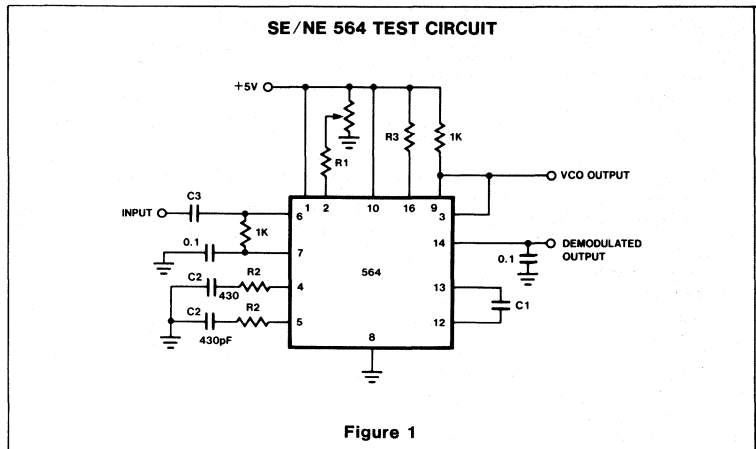 SE/NE 564 TEST CIRCUIT
+5V
R1
R3
1K
VCO OUTPUT
C3
INPUT
1K
0.1
1 2 10 16 9
6
3
7
14
564
DEMODULATED
OUTPUT
0.1
C2
430
R2
4
13
C1
C2
430pF
R2
5
12
8
Figure 1